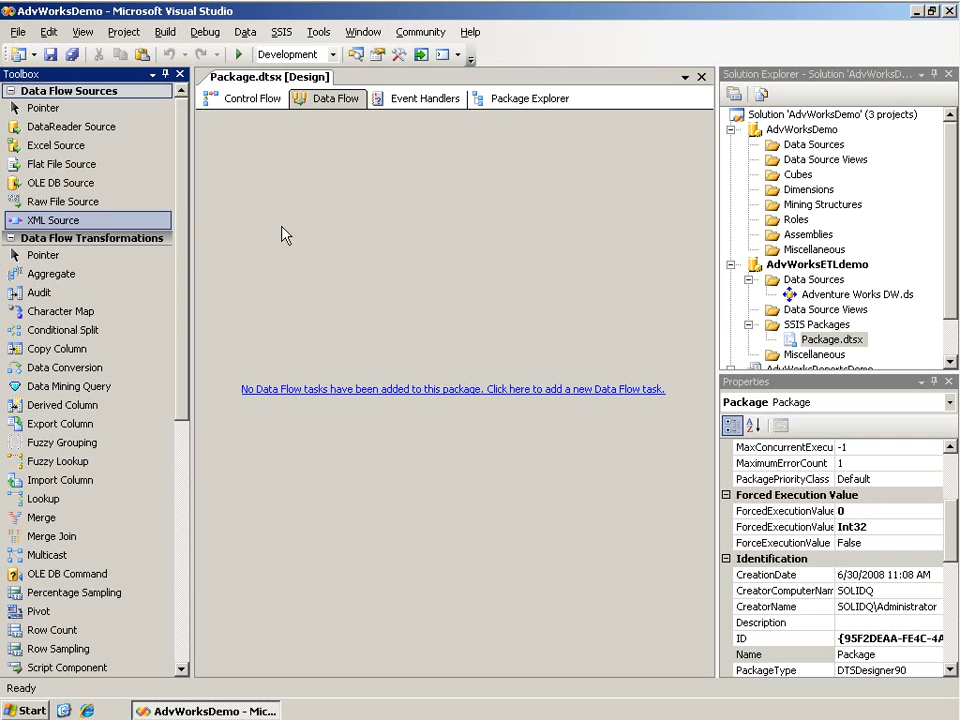 AdvWorksDemo - Microsoft Visual Studio
File Edit View Project Build Debug Data SSIS Tools Window Community Help
Development
Toolbox
Data Flow Sources
Pointer
DataReader Source
Excel Source
Flat File Source
OLE DB Source
Raw File Source
XML Source
Data Flow Transformations
Pointer
Aggregate
Audit
Character Map
Conditional Split
Copy Column
Data Conversion
Data Mining Query
Derived Column
Export Column
Fuzzy Grouping
Fuzzy Lookup
Import Column
Lookup
Merge
Merge Join
Multicast
OLE DB Command
Percentage Sampling
Pivot
Row Count
Row Sampling
Script Component
Package.dtsx [Design]
Control Flow Data Flow Event Handlers Package Explorer
No Data Flow tasks have been added to this package. Click here to add a new Data Flow task.
Solution Explorer - Solution 'AdvWorksD...
Solution 'AdvWorksDemo' (3 projects)
AdvWorksDemo
Data Sources
Data Source Views
Cubes
Dimensions
Mining Structures
Roles
Assemblies
Miscellaneous
AdvWorksETLdemo
Data Sources
Adventure Works DW.ds
Data Source Views
SSIS Packages
Package.dtsx
Miscellaneous
AdvWorksReportsDemo
Properties
Package Package
MaxConcurrentExecu -1
MaximumErrorCount 1
PackagePriorityClass Default
Forced Execution Value
ForcedExecutionValue 0
ForcedExecutionValue Int32
ForceExecutionValue False
Identification
CreationDate 6/30/2008 11:08 AM
CreatorComputerNam SOLIDQ
CreatorName SOLIDQ\Administrator
Description
ID {95F2DEAA-FE4C-4A
Name Package
PackageType DTSDesigner90
Ready
Start AdvWorksDemo - Mic...